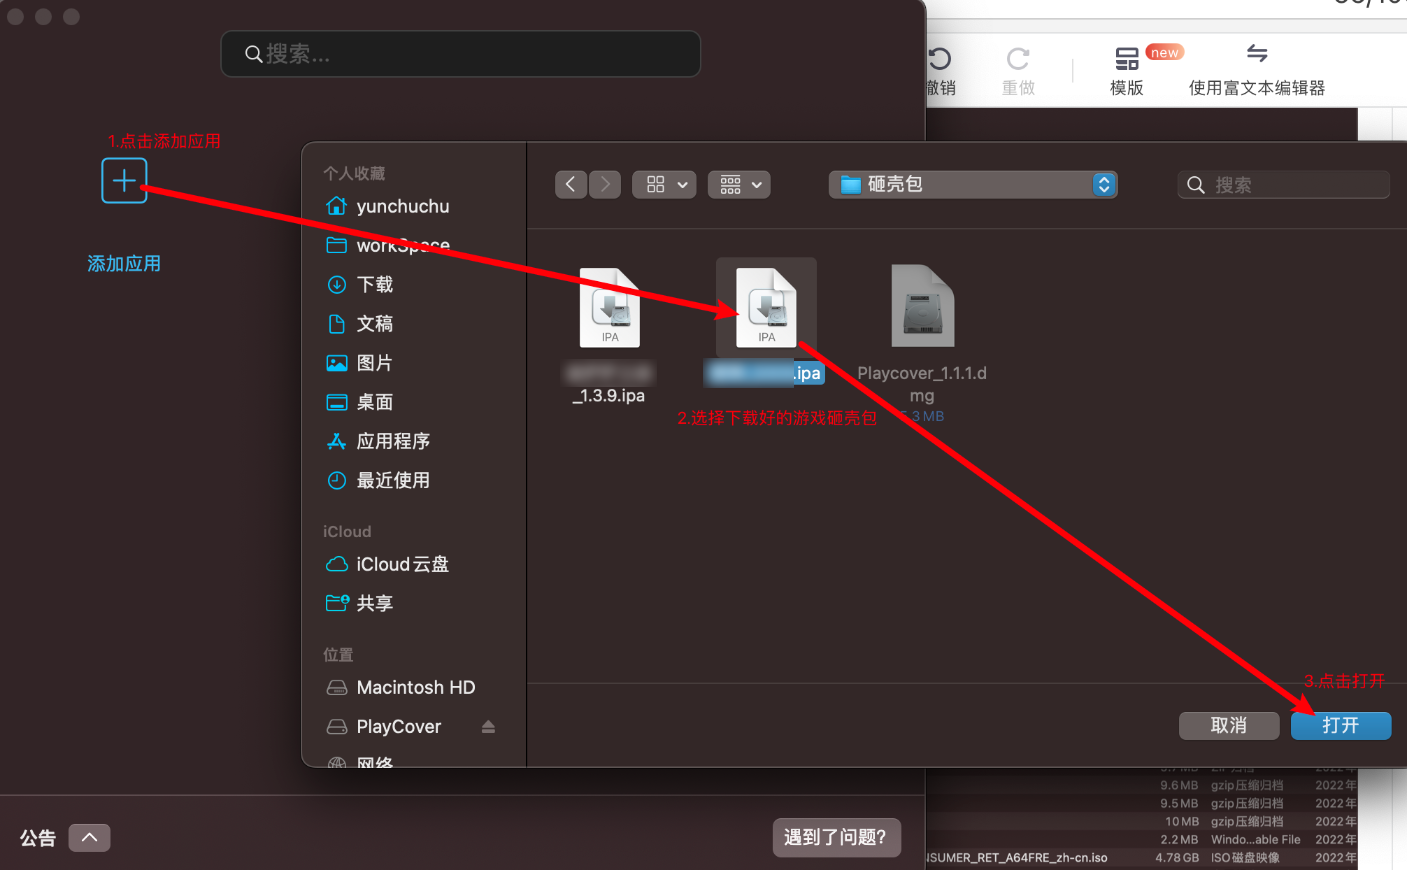 搜索...
撤销
重做
模版
new
使用富文本编辑器
1.点击添加应用
添加应用
个人收藏
yunchuchu
workSpace
下载
文稿
图片
桌面
应用程序
最近使用
iCloud
iCloud云盘
共享
位置
Macintosh HD
PlayCover
网络
砸壳包
搜索
IPA
_1.3.9.ipa
IPA
.ipa
Playcover_1.1.1.d
mg
5.3 MB
2.选择下载好的游戏砸壳包
3.点击打开
取消
打开
9.6 MB gzip压缩归档 2022年
9.5 MB gzip压缩归档 2022年
10 MB gzip压缩归档 2022年
2.2 MB Windo...able File 2022年
SUMER_RET_A64FRE_zh-cn.iso 4.78 GB ISO磁盘映像 2022年
公告
遇到了问题?